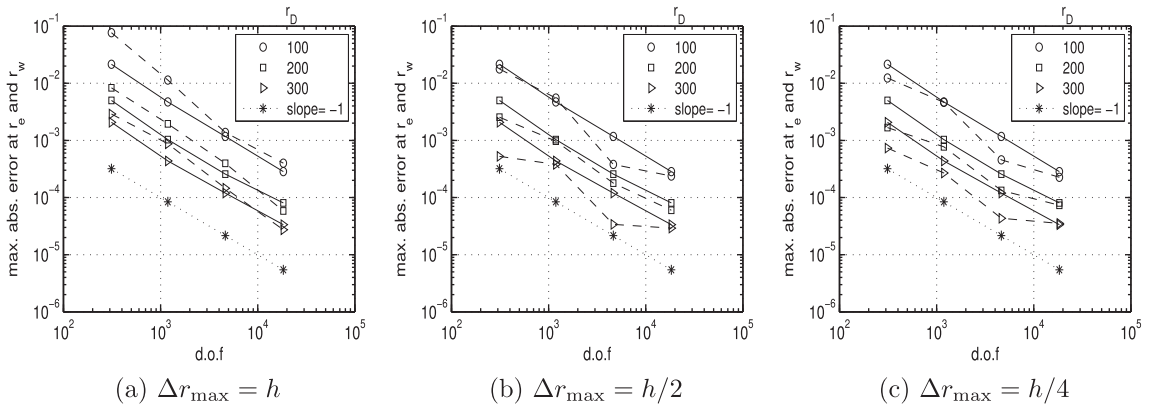 r_D
10^−1
10^−2
10^−3
10^−4
10^−5
10^−6
max. abs. error at r_e and r_w
100
200
300
slope= −1
10^2
10^3
10^4
10^5
d.o.f
(a) Δr_max = h
r_D
10^−1
10^−2
10^−3
10^−4
10^−5
10^−6
max. abs. error at r_e and r_w
100
200
300
slope= −1
10^2
10^3
10^4
10^5
d.o.f
(b) Δr_max = h/2
r_D
10^−1
10^−2
10^−3
10^−4
10^−5
10^−6
max. abs. error at r_e and r_w
100
200
300
slope= −1
10^2
10^3
10^4
10^5
d.o.f
(c) Δr_max = h/4